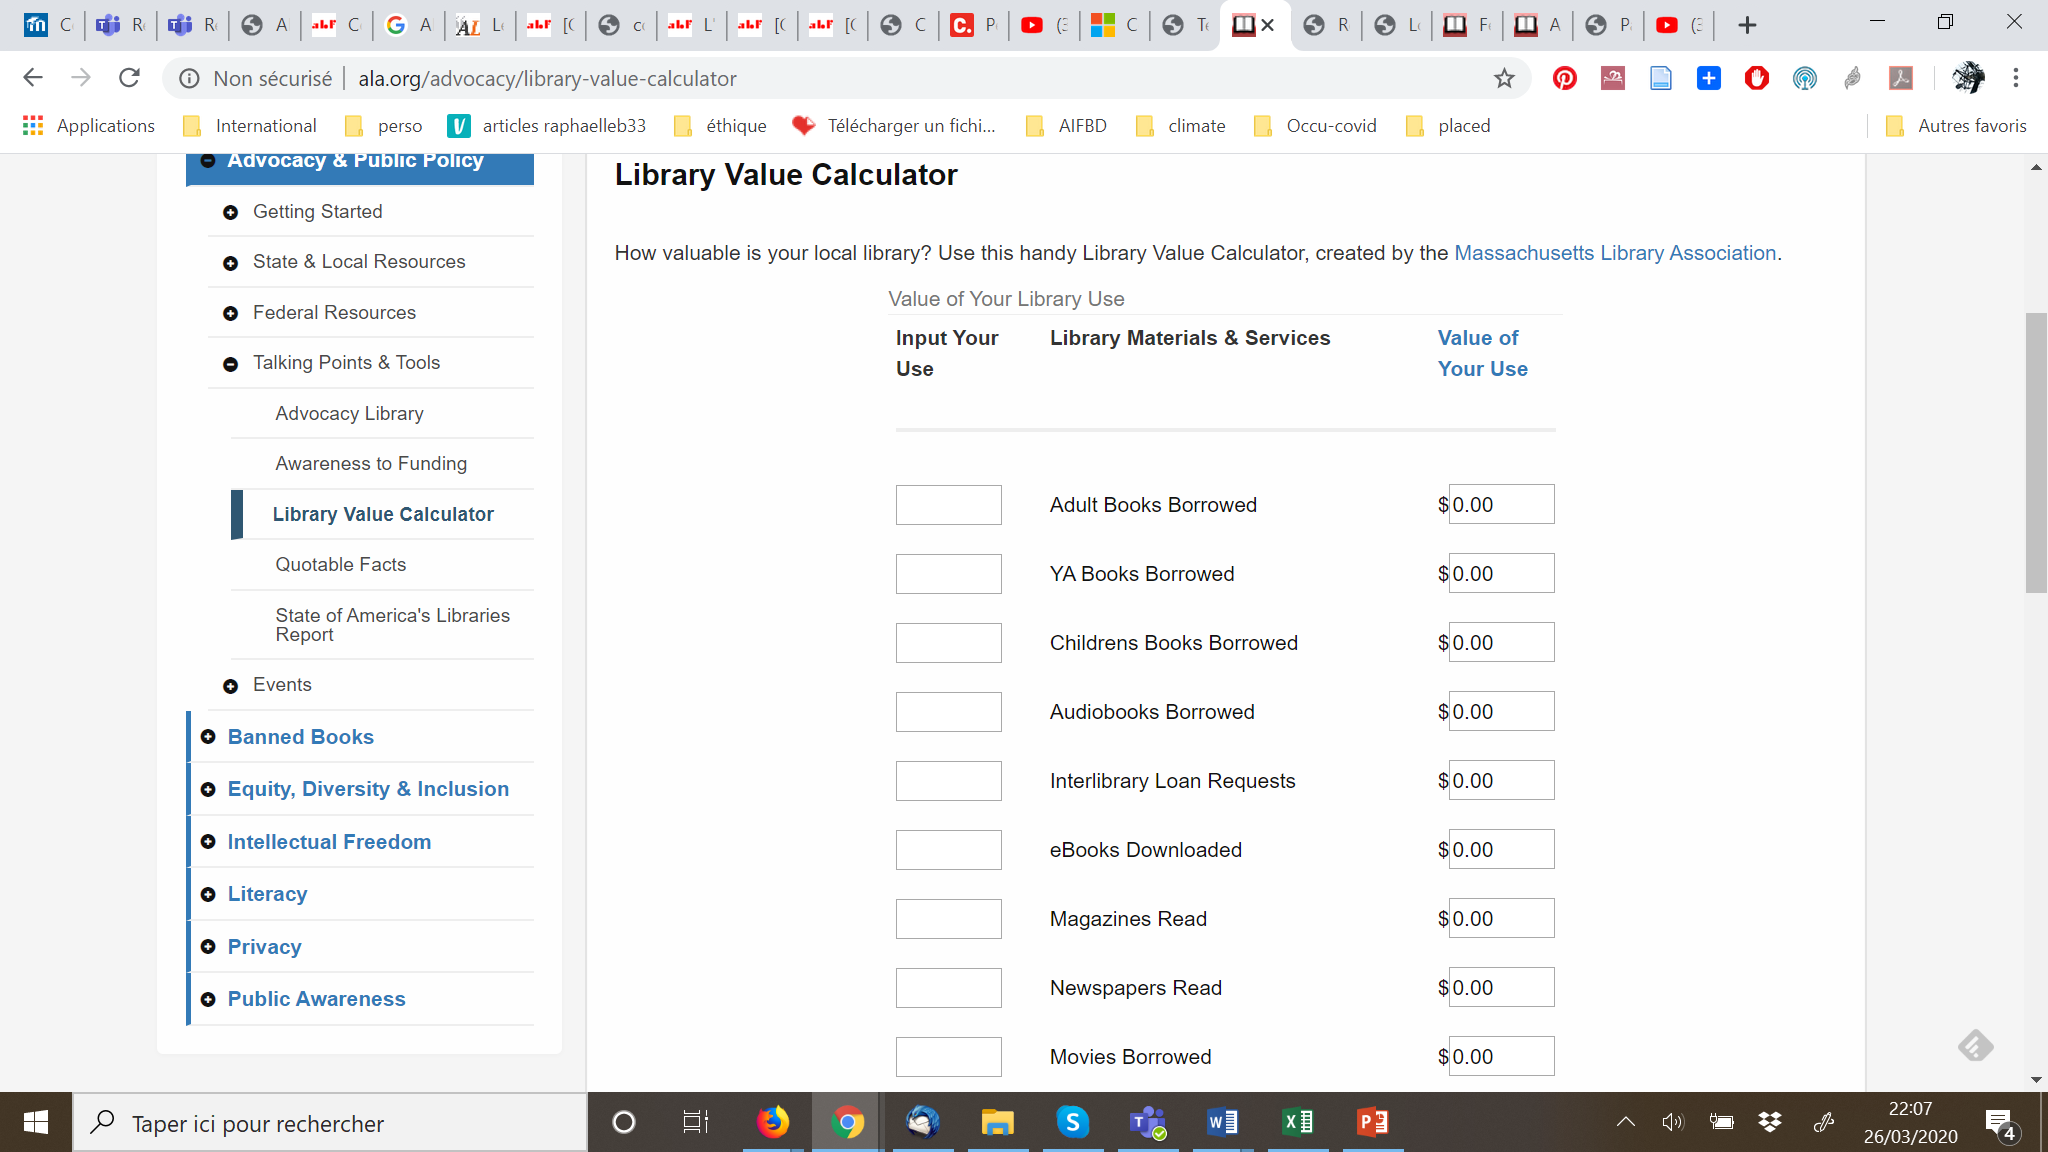 C
R
R
A
C
A
L
[
c
L'
[
[
C
P
C
T
R
L
F
A
P
Non sécurisé
ala.org/advocacy/library-value-calculator
Applications
International
perso
articles raphaelleb33
éthique
Télécharger un fichi...
AIFBD
climate
Occu-covid
placed
Autres favoris
Advocacy & Public Policy
Getting Started
State & Local Resources
Federal Resources
Talking Points & Tools
Advocacy Library
Awareness to Funding
Library Value Calculator
Quotable Facts
State of America's Libraries
Report
Events
Banned Books
Equity, Diversity & Inclusion
Intellectual Freedom
Literacy
Privacy
Public Awareness
Library Value Calculator
How valuable is your local library? Use this handy Library Value Calculator, created by the Massachusetts Library Association.
Value of Your Library Use
Input Your Use
Library Materials & Services
Value of Your Use
Adult Books Borrowed $0.00
YA Books Borrowed $0.00
Childrens Books Borrowed $0.00
Audiobooks Borrowed $0.00
Interlibrary Loan Requests $0.00
eBooks Downloaded $0.00
Magazines Read $0.00
Newspapers Read $0.00
Movies Borrowed $0.00
Taper ici pour rechercher
22:07
26/03/2020
4